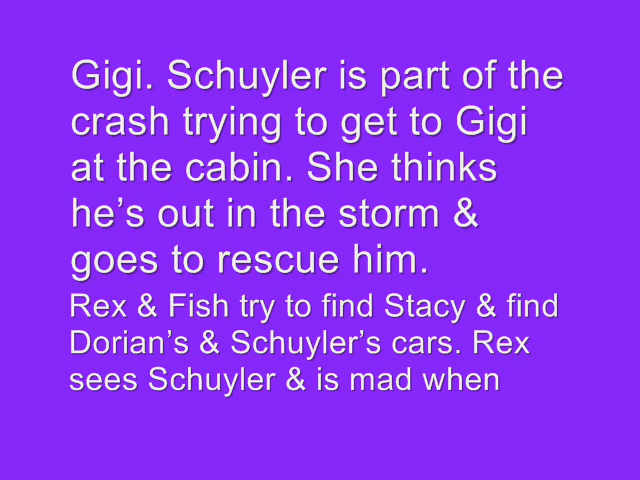 Gigi. Schuyler is part of the
crash trying to get to Gigi
at the cabin. She thinks
he’s out in the storm &
goes to rescue him.
Rex & Fish try to find Stacy & find
Dorian’s & Schuyler’s cars. Rex
sees Schuyler & is mad when